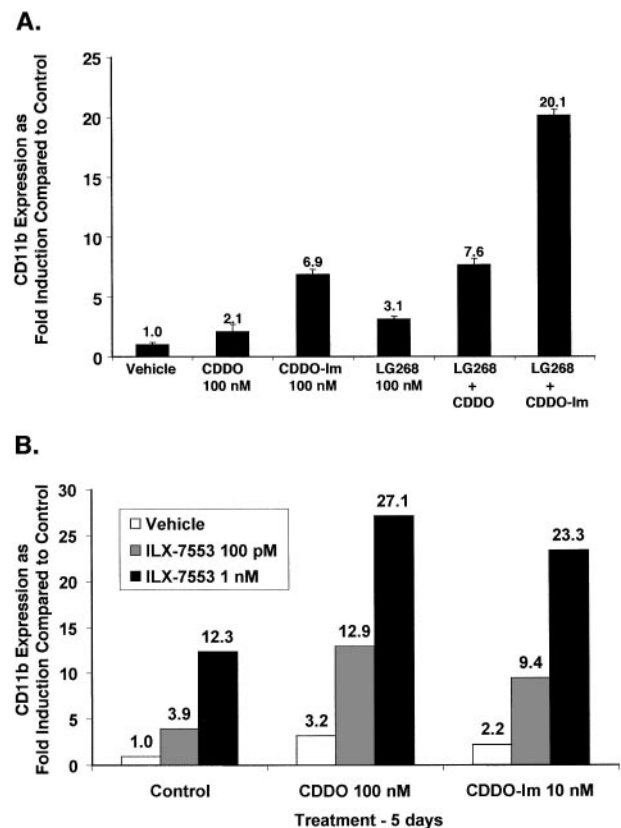 A.
CD11b Expression as
Fold Induction Compared to Control
25
20
15
10
5
0
1.0
2.1
6.9
3.1
7.6
20.1
Vehicle
CDDO
100 nM
CDDO-Im
100 nM
LG268
100 nM
LG268
+
CDDO
LG268
+
CDDO-Im
B.
CD11b Expression as
Fold Induction Compared to Control
30
25
20
15
10
5
0
Vehicle
ILX-7553 100 pM
ILX-7553 1 nM
1.0
3.9
12.3
3.2
12.9
27.1
2.2
9.4
23.3
Control
CDDO 100 nM
CDDO-Im 10 nM
Treatment - 5 days